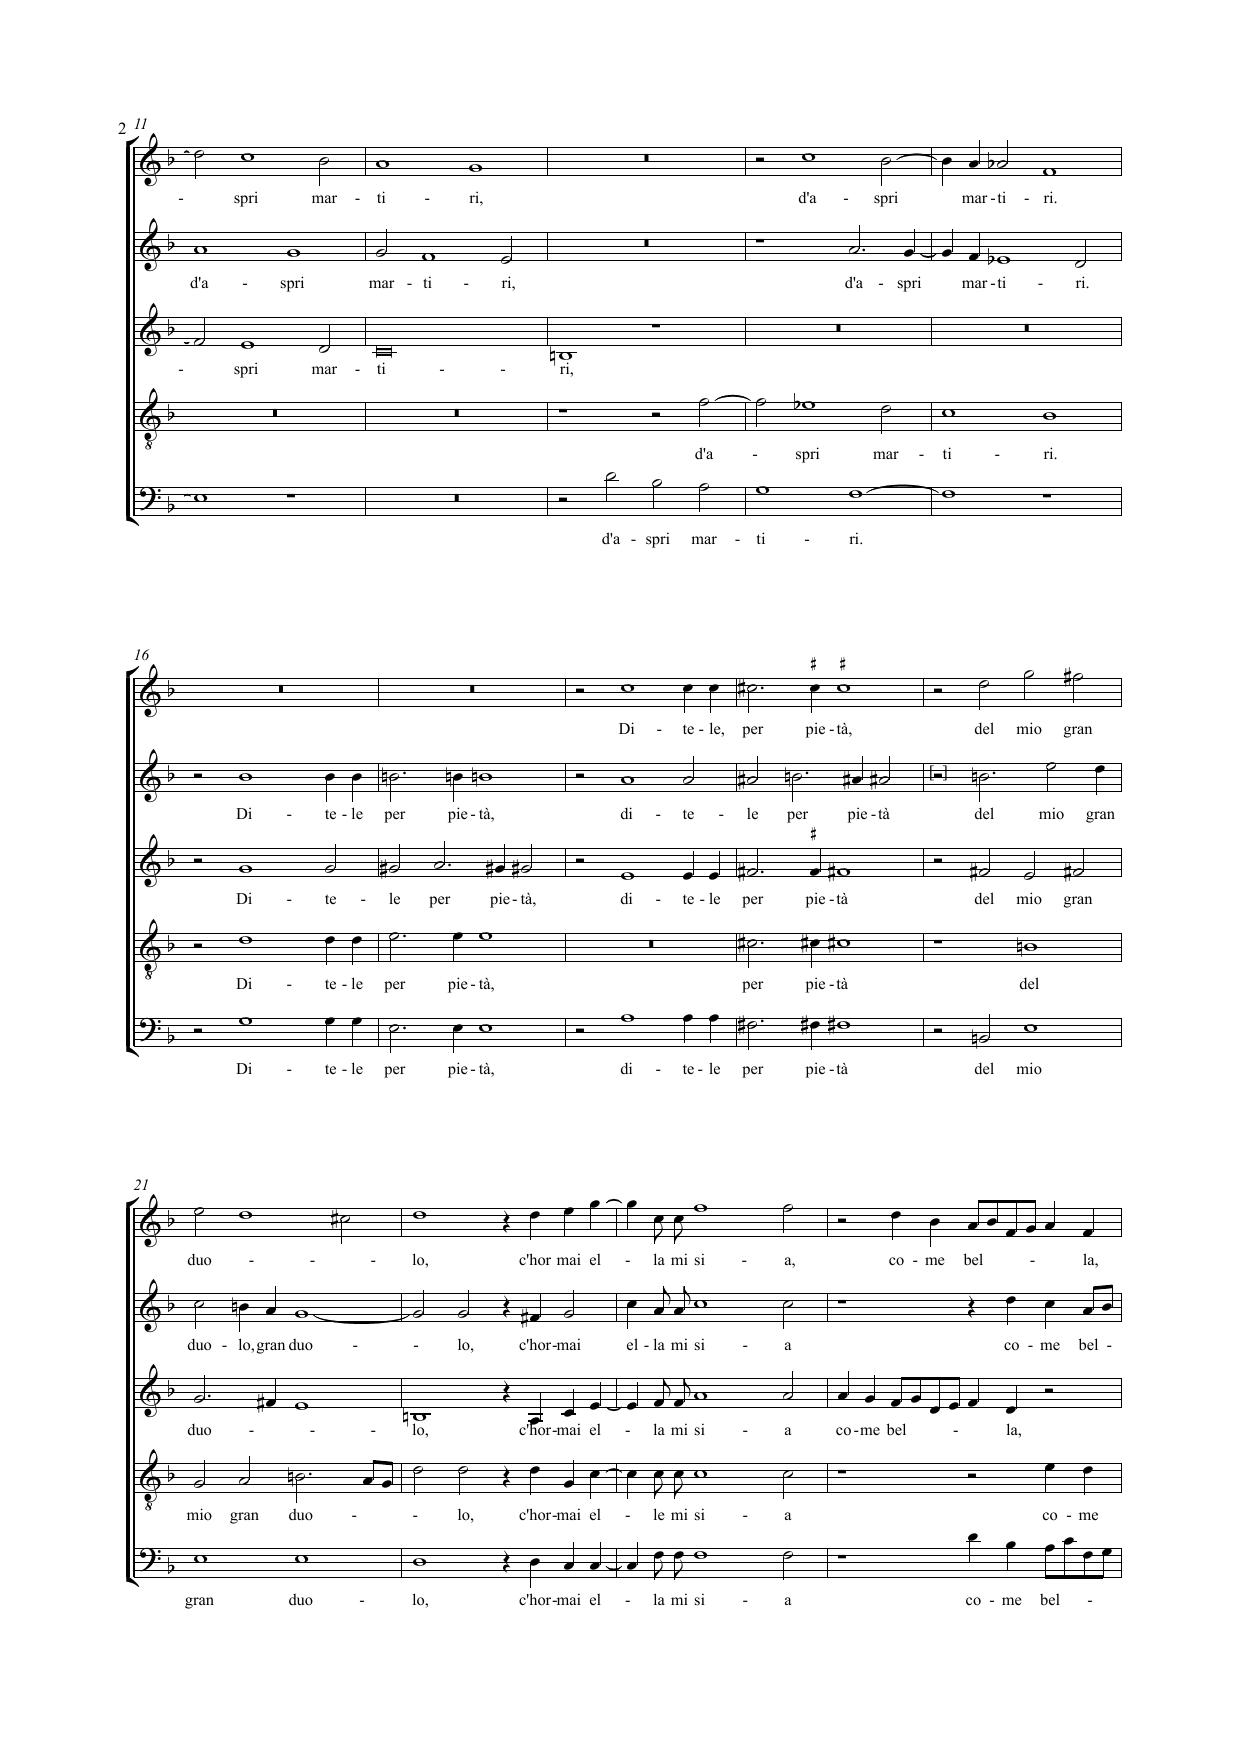 2 11
- spri mar - ti - ri, d'a - spri mar - ti - ri.
d'a - spri mar - ti - ri, d'a - spri mar - ti - ri.
- spri mar - ti - - ri,
d'a - spri mar - ti - ri.
d'a - spri mar - ti - ri.
16
Di - te - le, per pie - tà, del mio gran
Di - te - le per pie - tà, di - te - le per pie - tà del mio gran
Di - te - le per pie - tà, di - te - le per pie - tà del mio gran
Di - te - le per pie - tà, per pie - tà del
Di - te - le per pie - tà, di - te - le per pie - tà del mio
21
duo - - - lo, c'hor mai el - la mi si - a, co - me bel - la,
duo - lo, gran duo - - lo, c'hor - mai el - la mi si - a co - me bel -
duo - - - lo, c'hor - mai el - la mi si - a co - me bel - la,
mio gran duo - - lo, c'hor - mai el - le mi si - a co - me
gran duo - lo, c'hor - mai el - la mi si - a co - me bel -